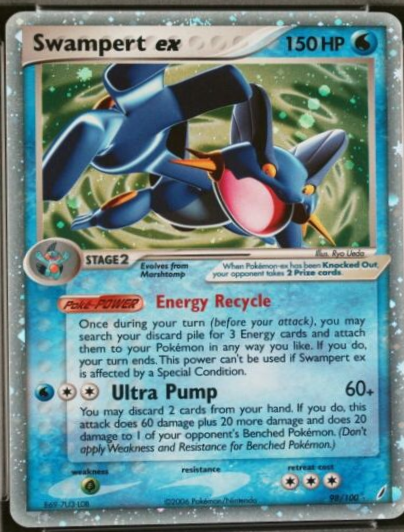 Swampert ex 150 HP
Illus. Ryo Ueda
STAGE 2
Evolves from
Marshtomp
When Pokémon-ex has been Knocked Out,
your opponent takes 2 Prize cards.
Poké-POWER Energy Recycle
Once during your turn (before your attack), you may
search your discard pile for 3 Energy cards and attach
them to your Pokémon in any way you like. If you do,
your turn ends. This power can't be used if Swampert ex
is affected by a Special Condition.
Ultra Pump 60+
You may discard 2 cards from your hand. If you do, this
attack does 60 damage plus 20 more damage and does 20
damage to 1 of your opponent's Benched Pokémon. (Don't
apply Weakness and Resistance for Benched Pokémon.)
weakness resistance retreat cost
©2006 Pokémon/Nintendo 98/100